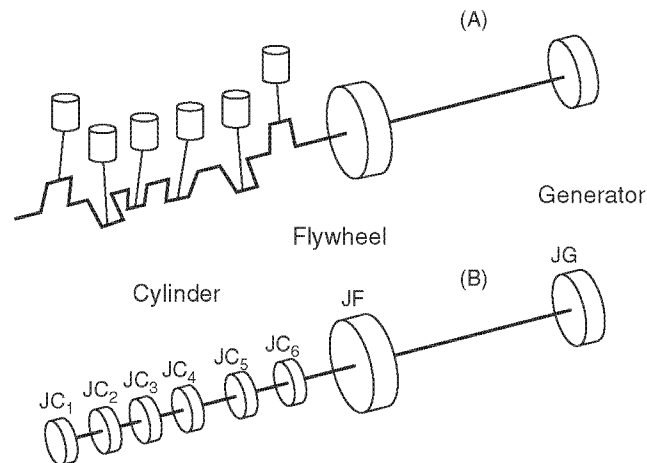 (A)
Generator
Flywheel
JG
(B)
Cylinder
JF
JC₆
JC₅
JC₄
JC₃
JC₂
JC₁